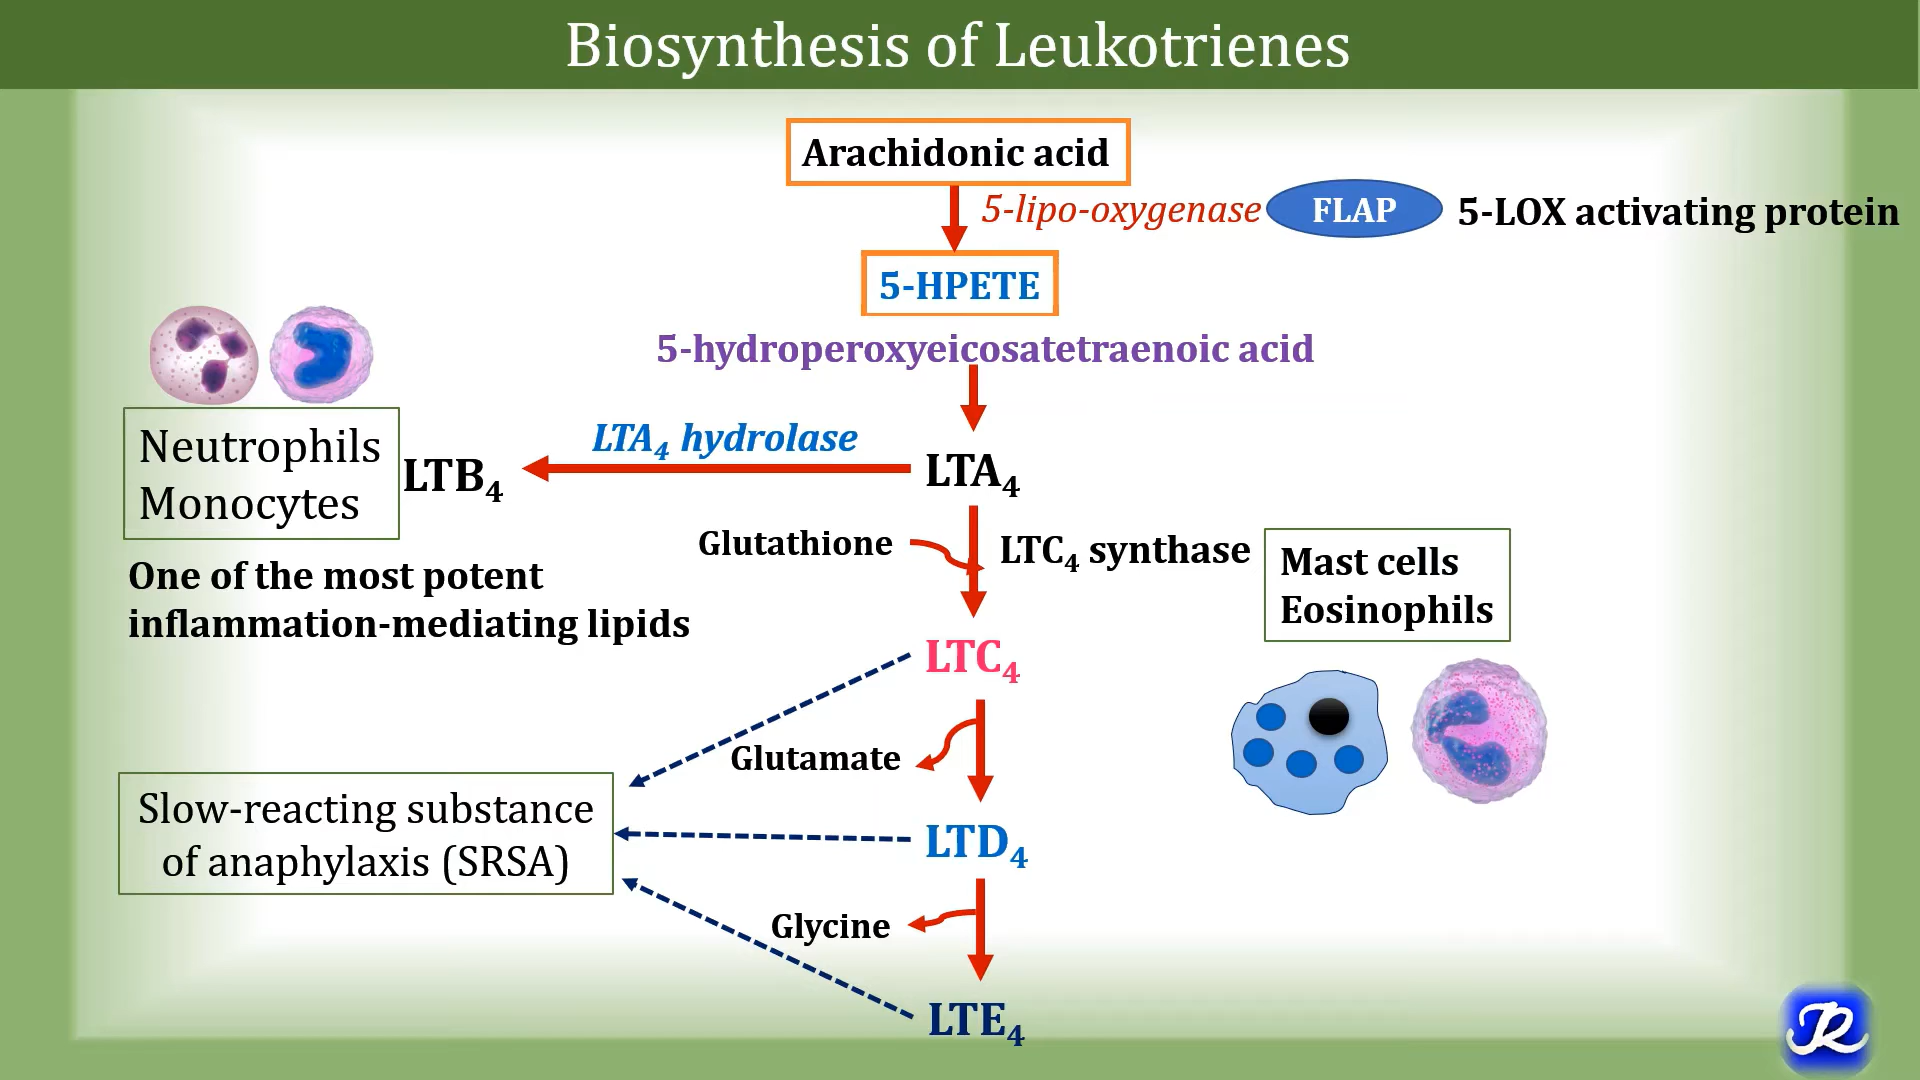 Biosynthesis of Leukotrienes
Arachidonic acid
5-lipo-oxygenase
FLAP
5-LOX activating protein
5-HPETE
5-hydroperoxyeicosatetraenoic acid
Neutrophils
Monocytes
LTB₄
LTA₄ hydrolase
LTA₄
One of the most potent
inflammation-mediating lipids
Glutathione
LTC₄ synthase
Mast cells
Eosinophils
LTC₄
Glutamate
Slow-reacting substance
of anaphylaxis (SRSA)
LTD₄
Glycine
LTE₄
JR